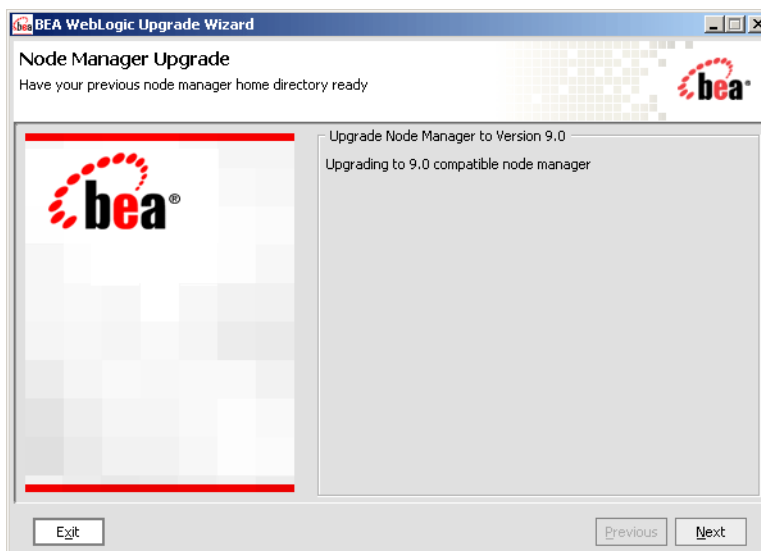 bea BEA WebLogic Upgrade Wizard
Node Manager Upgrade
Have your previous node manager home directory ready
bea
Upgrade Node Manager to Version 9.0
Upgrading to 9.0 compatible node manager
bea®
Exit
Previous
Next